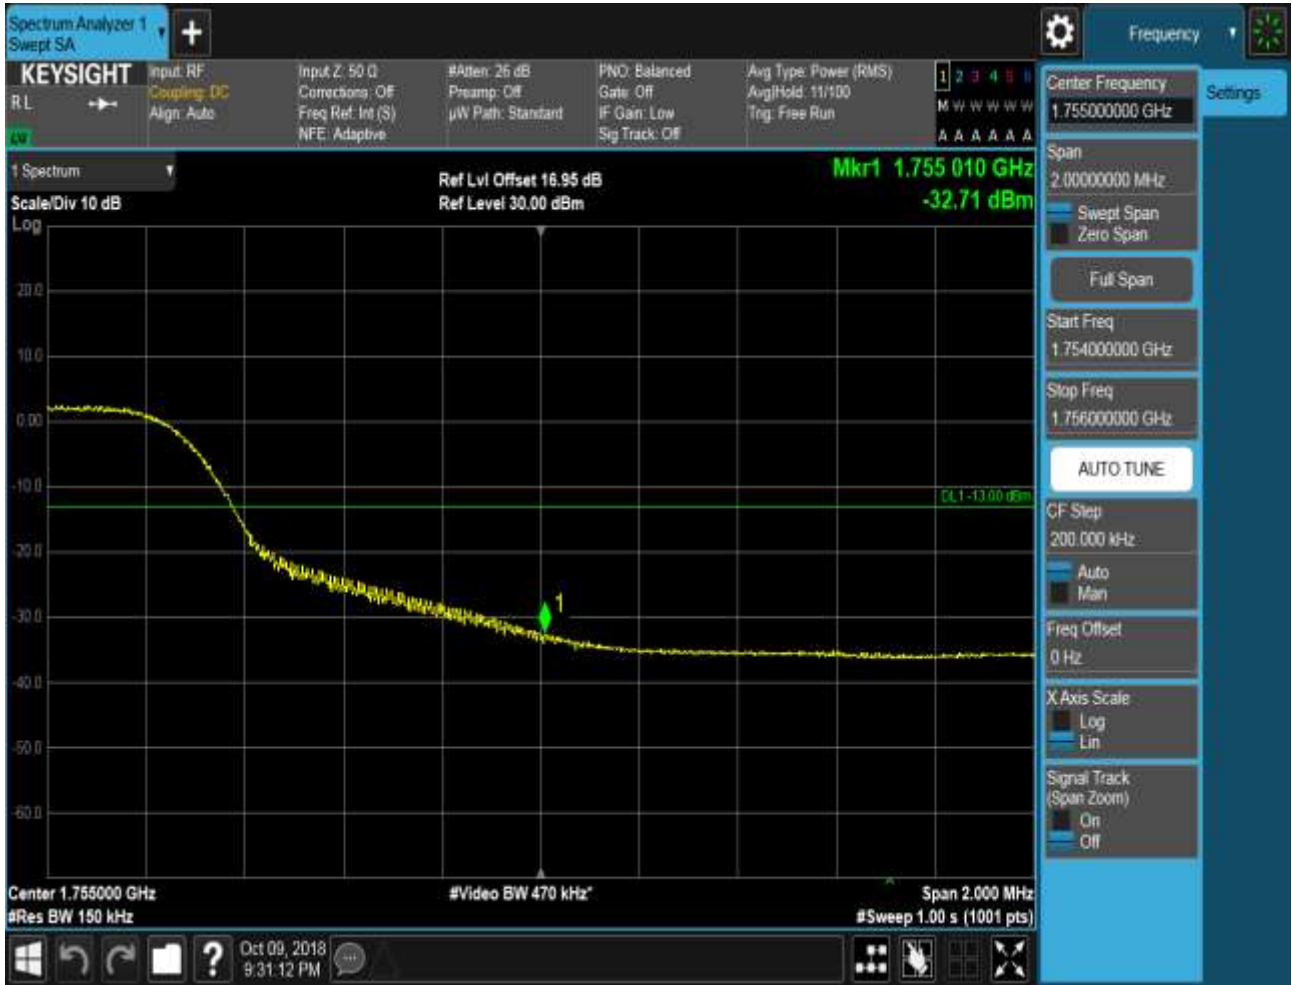 Spectrum Analyzer 1
Swept SA
+
Frequency
KEYSIGHT
R L
LW
Input: RF
Coupling: DC
Align: Auto
Input Z: 50 Ω
Corrections: Off
Freq Ref: Int (S)
NFE: Adaptive
#Atten: 26 dB
Preamp: Off
µW Path: Standard
PNO: Balanced
Gate: Off
IF Gain: Low
Sig Track: Off
Avg Type: Power (RMS)
Avg|Hold: 11/100
Trig: Free Run
1 2 3 4 5 6
M W W W W W
A A A A A A
1 Spectrum
Scale/Div 10 dB
Log
Ref Lvl Offset 16.95 dB
Ref Level 30.00 dBm
Mkr1 1.755 010 GHz
-32.71 dBm
20.0
10.0
0.00
-10.0
-20.0
-30.0
-40.0
-50.0
-60.0
DL1 -13.00 dBm
1
Center 1.755000 GHz
#Res BW 150 kHz
#Video BW 470 kHz*
Span 2.000 MHz
#Sweep 1.00 s (1001 pts)
?
Oct 09, 2018
9:31:12 PM
Center Frequency
1.755000000 GHz
Span
2.00000000 MHz
Swept Span
Zero Span
Full Span
Start Freq
1.754000000 GHz
Stop Freq
1.756000000 GHz
AUTO TUNE
CF Step
200.000 kHz
Auto
Man
Freq Offset
0 Hz
X Axis Scale
Log
Lin
Signal Track
(Span Zoom)
On
Off
Settings